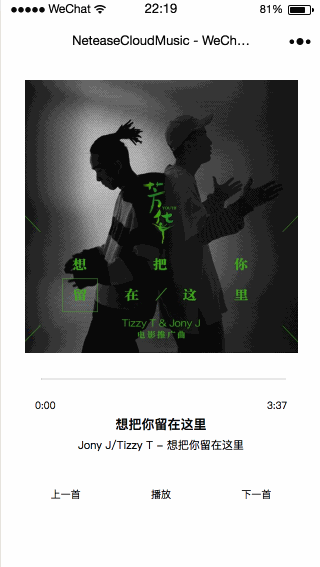 WeChat 22:19 81%
NeteaseCloudMusic - WeCh...
芳华
想 把 你
留 在 这 里
Tizzy T & Jony J
电影推广曲
0:00 3:37
想把你留在这里
Jony J/Tizzy T - 想把你留在这里
上一首 播放 下一首